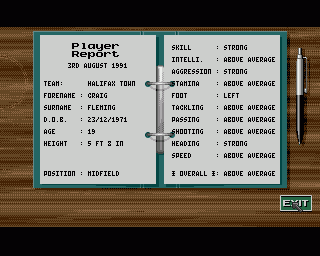 Player
Report
3RD AUGUST 1991
TEAM: HALIFAX TOWN
FORENAME : CRAIG
SURNAME : FLEMING
D.O.B. : 23/12/1971
AGE : 19
HEIGHT : 5 FT 8 IN
POSITION : MIDFIELD
SKILL : STRONG
INTELLI. : ABOVE AVERAGE
AGGRESSION : STRONG
STAMINA : ABOVE AVERAGE
FOOT : LEFT
TACKLING : ABOVE AVERAGE
PASSING : ABOVE AVERAGE
SHOOTING : ABOVE AVERAGE
HEADING : STRONG
SPEED : ABOVE AVERAGE
* OVERALL *: ABOVE AVERAGE
EXIT